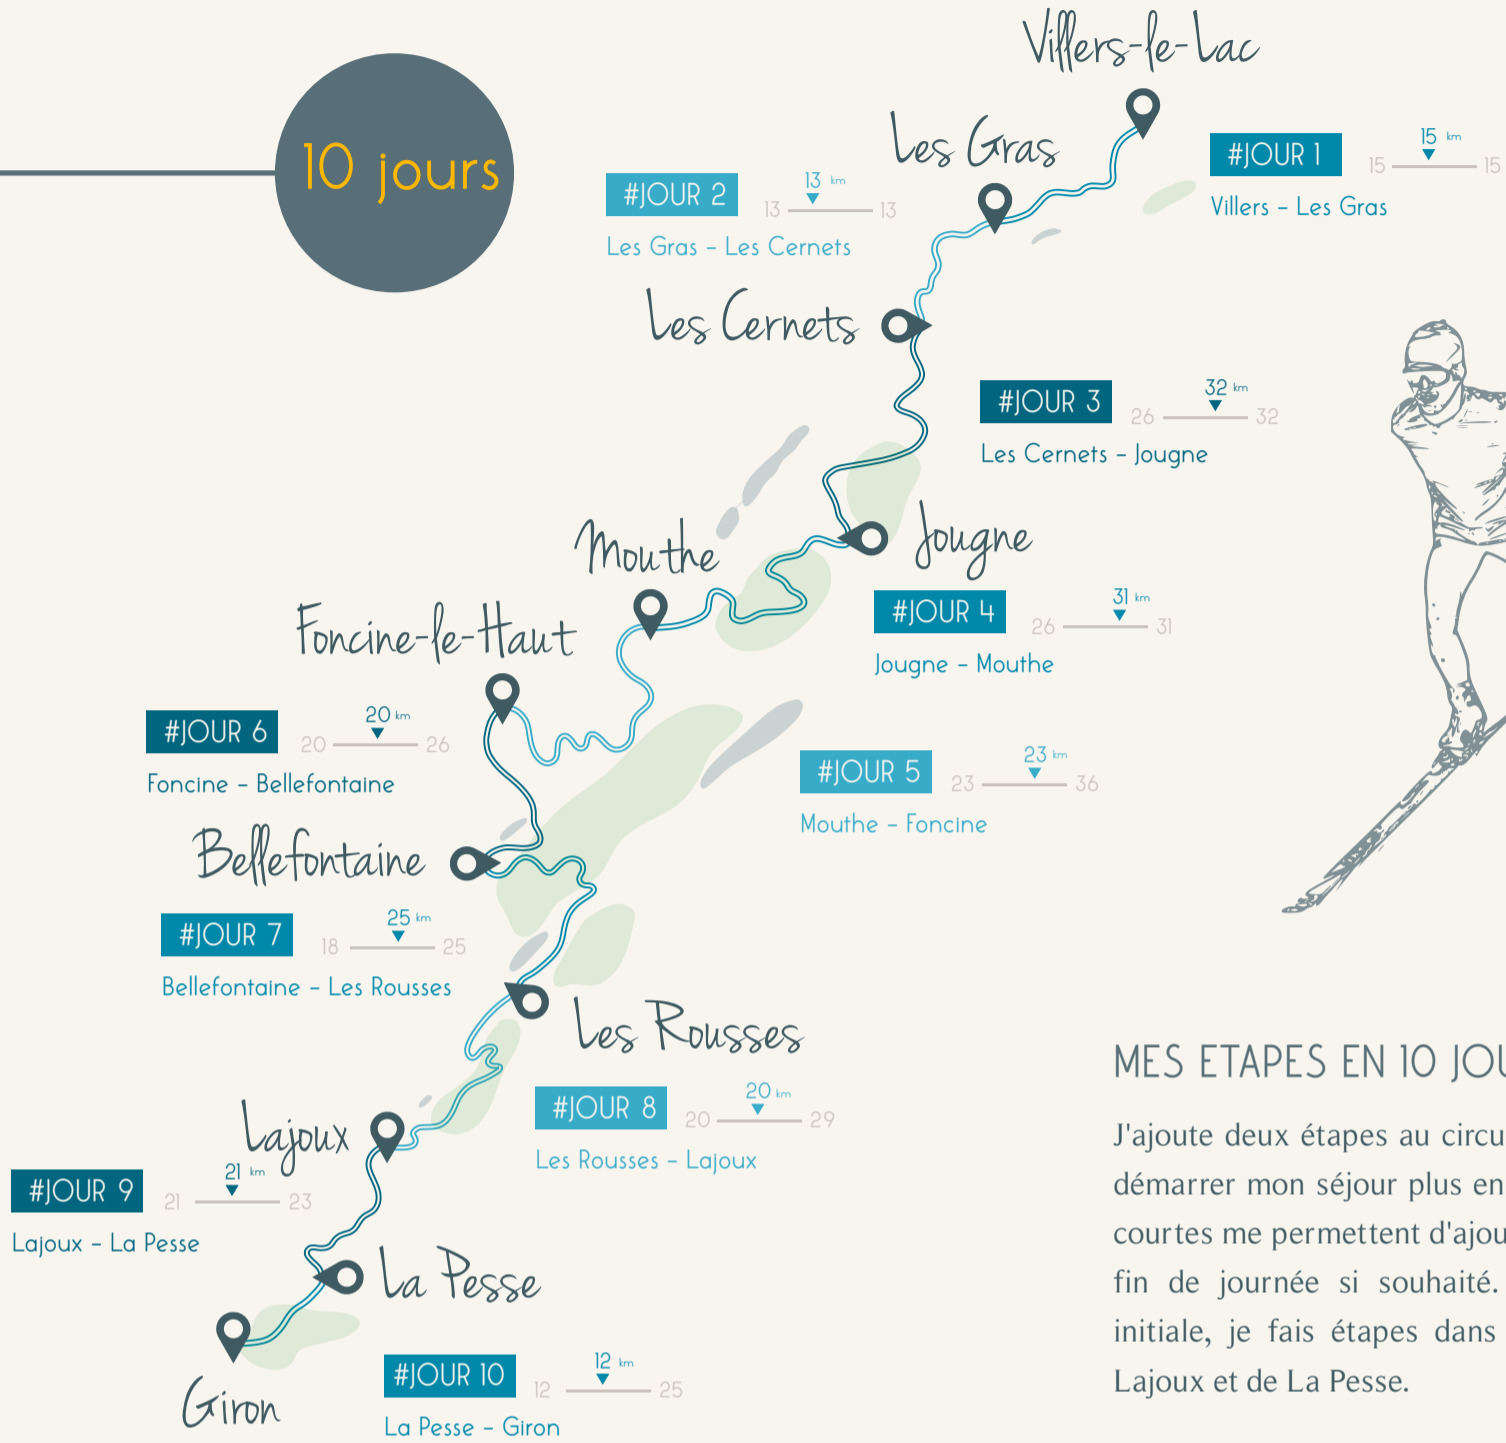 10 jours
Villers-le-Lac
Les Gras
#JOUR 1
15 km
15 15
Villers - Les Gras
#JOUR 2
13 km
13 13
Les Gras - Les Cernets
Les Cernets
#JOUR 3
32 km
26 32
Les Cernets - Jougne
Jougne
Mouthe
#JOUR 4
31 km
26 31
Jougne - Mouthe
Foncine-le-Haut
#JOUR 5
23 km
23 36
Mouthe - Foncine
#JOUR 6
20 km
20 26
Foncine - Bellefontaine
Bellefontaine
#JOUR 7
25 km
18 25
Bellefontaine - Les Rousses
Les Rousses
#JOUR 8
20 km
20 29
Les Rousses - Lajoux
Lajoux
#JOUR 9
21 km
21 23
Lajoux - La Pesse
La Pesse
Giron
#JOUR 10
12 km
12 25
La Pesse - Giron
MES ETAPES EN 10 JOU
J'ajoute deux étapes au circu
démarrer mon séjour plus en
courtes me permettent d'ajou
fin de journée si souhaité.
initiale, je fais étapes dans
Lajoux et de La Pesse.